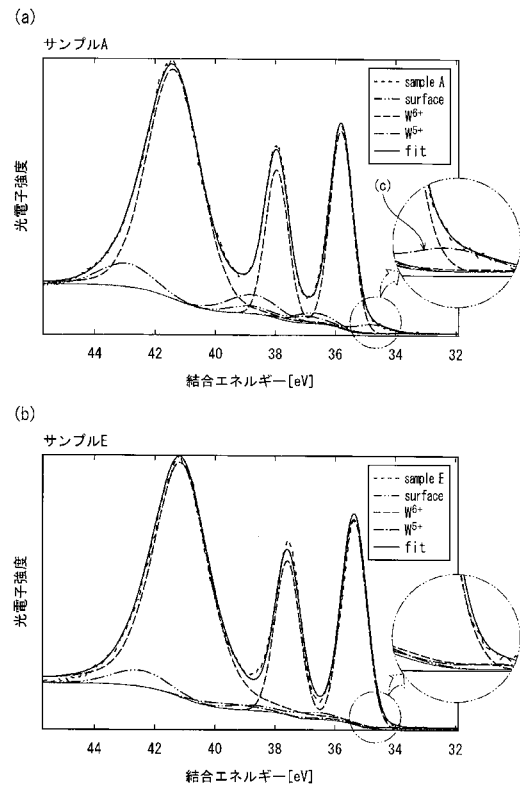 (a)
サンプルA
光電子強度
sample A
surface
W6+
W5+
fit
(c)
44 42 40 38 36 34 32
結合エネルギー[eV]
(b)
サンプルE
光電子強度
sample E
surface
W6+
W5+
fit
44 42 40 38 36 34 32
結合エネルギー[eV]